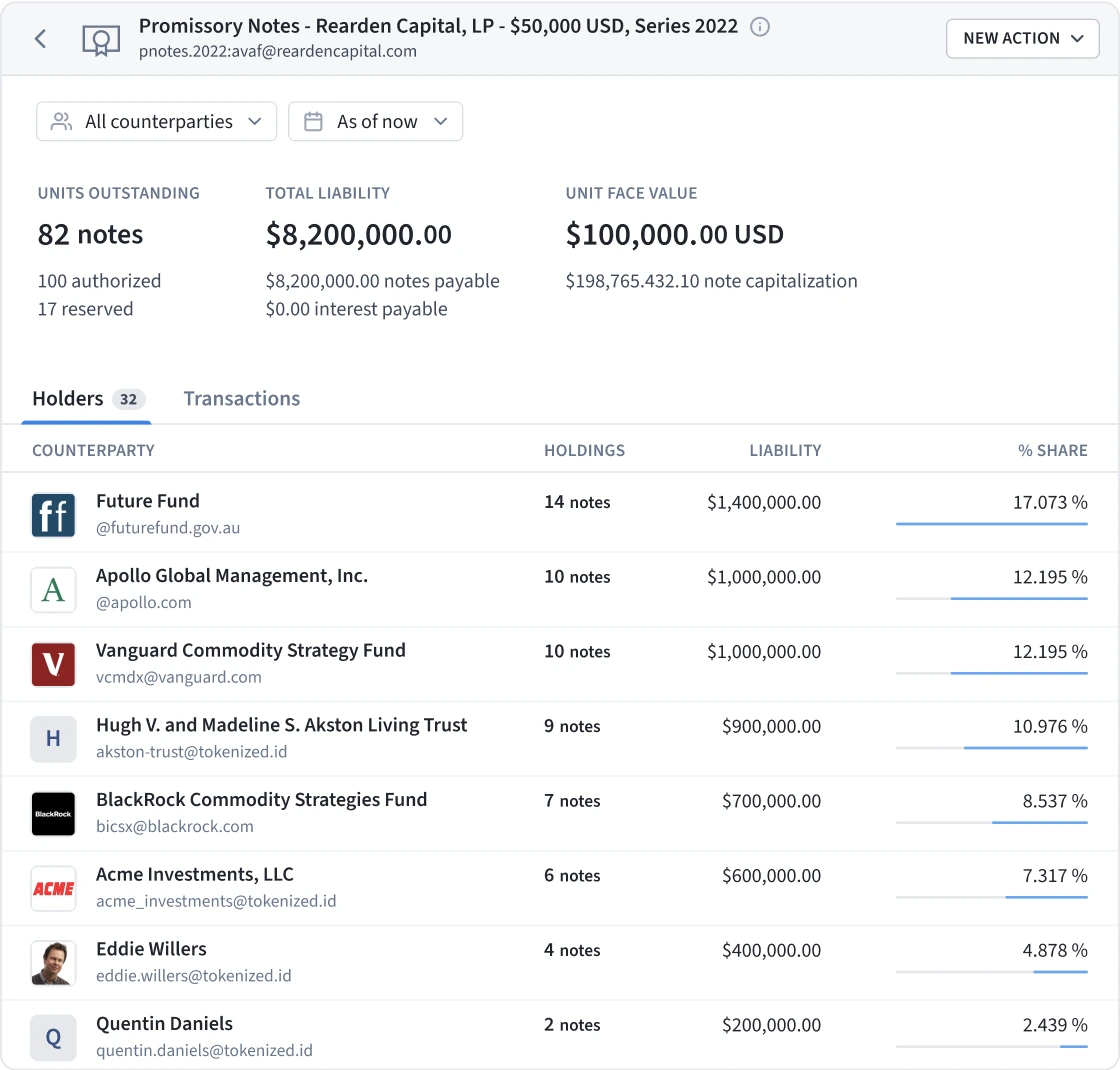 Promissory Notes - Rearden Capital, LP - $50,000 USD, Series 2022
pnotes.2022:avaf@reardencapital.com
NEW ACTION
All counterparties
As of now
UNITS OUTSTANDING
TOTAL LIABILITY
UNIT FACE VALUE
82 notes
$8,200,000.00
$100,000.00 USD
100 authorized
$8,200,000.00 notes payable
$198,765.432.10 note capitalization
17 reserved
$0.00 interest payable
Holders 32
Transactions
COUNTERPARTY HOLDINGS LIABILITY % SHARE
ff
Future Fund 14 notes $1,400,000.00 17.073 %
@futurefund.gov.au
A
Apollo Global Management, Inc. 10 notes $1,000,000.00 12.195 %
@apollo.com
V
Vanguard Commodity Strategy Fund 10 notes $1,000,000.00 12.195 %
vcmdx@vanguard.com
H
Hugh V. and Madeline S. Akston Living Trust 9 notes $900,000.00 10.976 %
akston-trust@tokenized.id
BlackRock
BlackRock Commodity Strategies Fund 7 notes $700,000.00 8.537 %
bicsx@blackrock.com
ACME
Acme Investments, LLC 6 notes $600,000.00 7.317 %
acme_investments@tokenized.id
Eddie Willers 4 notes $400,000.00 4.878 %
eddie.willers@tokenized.id
Q
Quentin Daniels 2 notes $200,000.00 2.439 %
quentin.daniels@tokenized.id